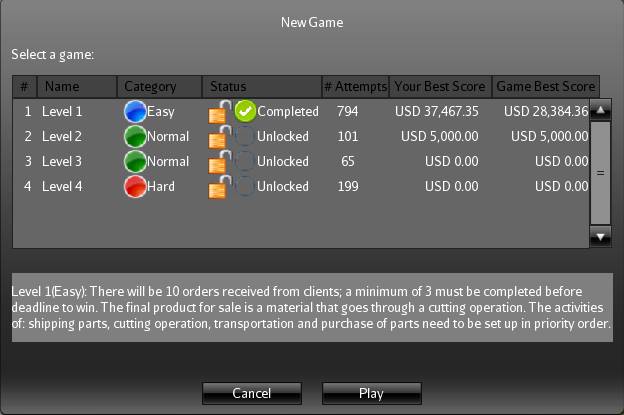 New Game
Select a game:
# Name Category Status # Attempts Your Best Score Game Best Score
1 Level 1 Easy Completed 794 USD 37,467.35 USD 28,384.36
2 Level 2 Normal Unlocked 101 USD 5,000.00 USD 5,000.00
3 Level 3 Normal Unlocked 65 USD 0.00 USD 0.00
4 Level 4 Hard Unlocked 199 USD 0.00 USD 0.00
Level 1(Easy): There will be 10 orders received from clients; a minimum of 3 must be completed before
deadline to win. The final product for sale is a material that goes through a cutting operation. The activities
of: shipping parts, cutting operation, transportation and purchase of parts need to be set up in priority order.
Cancel Play